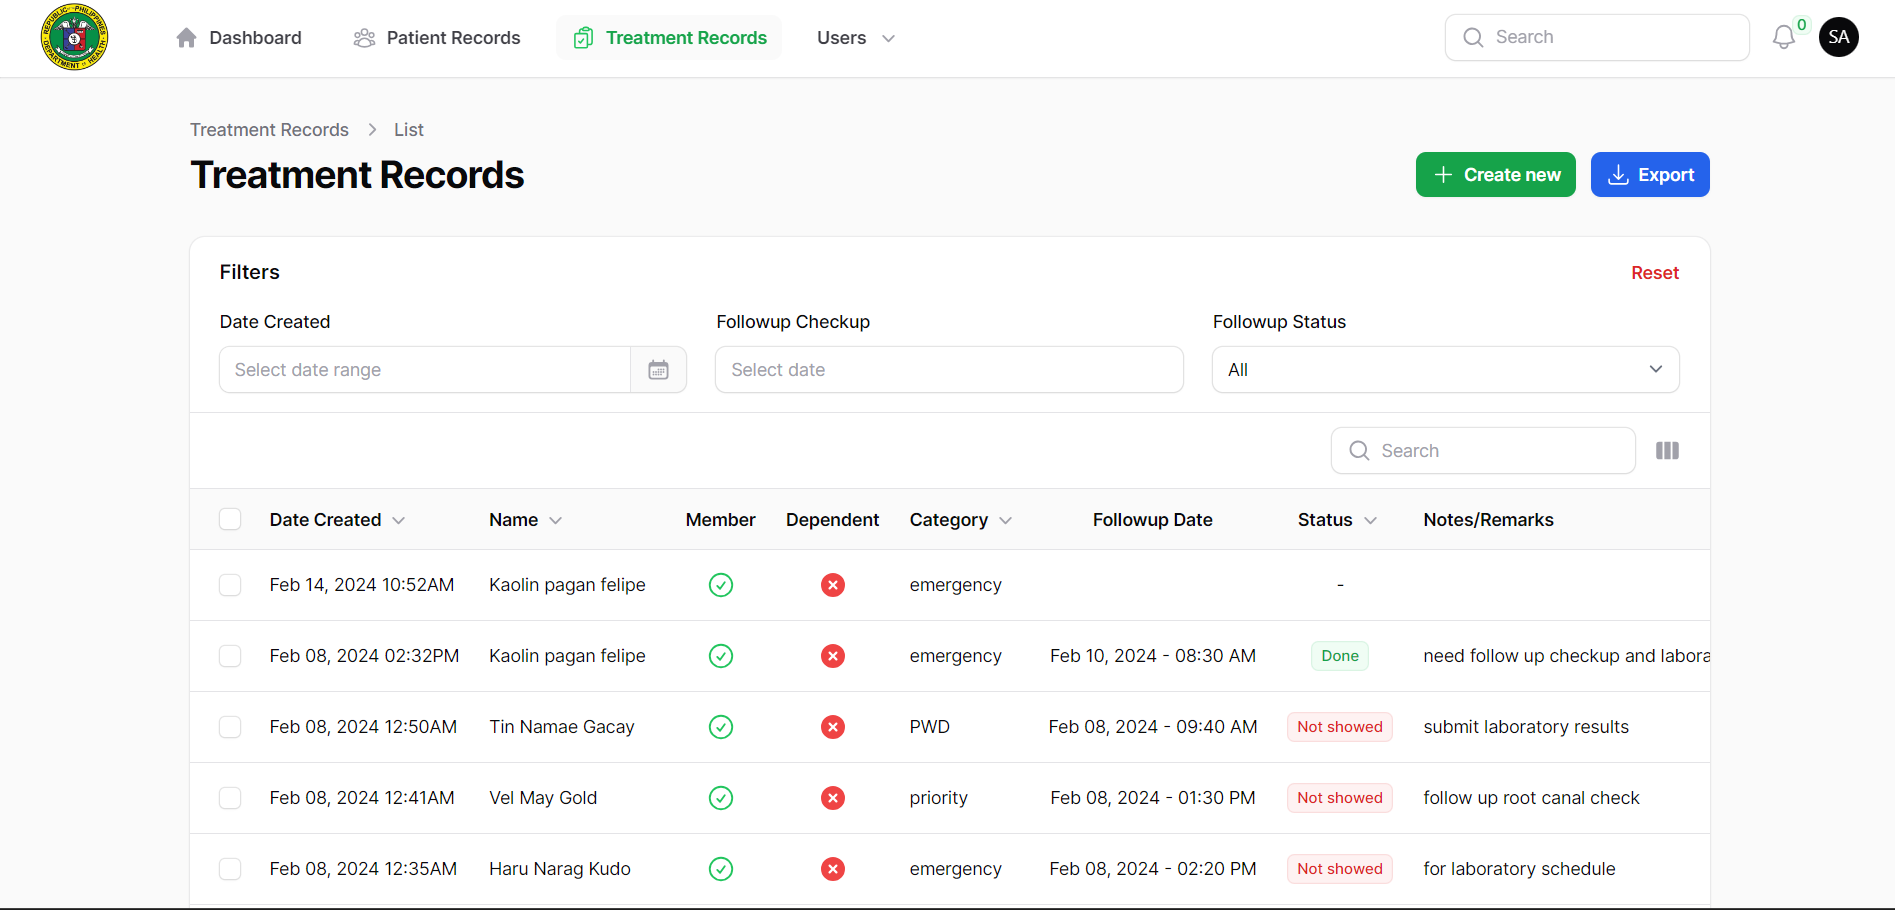 REPUBLIC PHILIPPINES
DEPARTMENT OF HEALTH
Dashboard
Patient Records
Treatment Records
Users
Search
0
SA
Treatment Records > List
Treatment Records
Create new
Export
Filters
Reset
Date Created
Followup Checkup
Followup Status
Select date range
Select date
All
Search
Date Created Name Member Dependent Category Followup Date Status Notes/Remarks
Feb 14, 2024 10:52AM Kaolin pagan felipe emergency -
Feb 08, 2024 02:32PM Kaolin pagan felipe emergency Feb 10, 2024 - 08:30 AM Done need follow up checkup and labora
Feb 08, 2024 12:50AM Tin Namae Gacay PWD Feb 08, 2024 - 09:40 AM Not showed submit laboratory results
Feb 08, 2024 12:41AM Vel May Gold priority Feb 08, 2024 - 01:30 PM Not showed follow up root canal check
Feb 08, 2024 12:35AM Haru Narag Kudo emergency Feb 08, 2024 - 02:20 PM Not showed for laboratory schedule